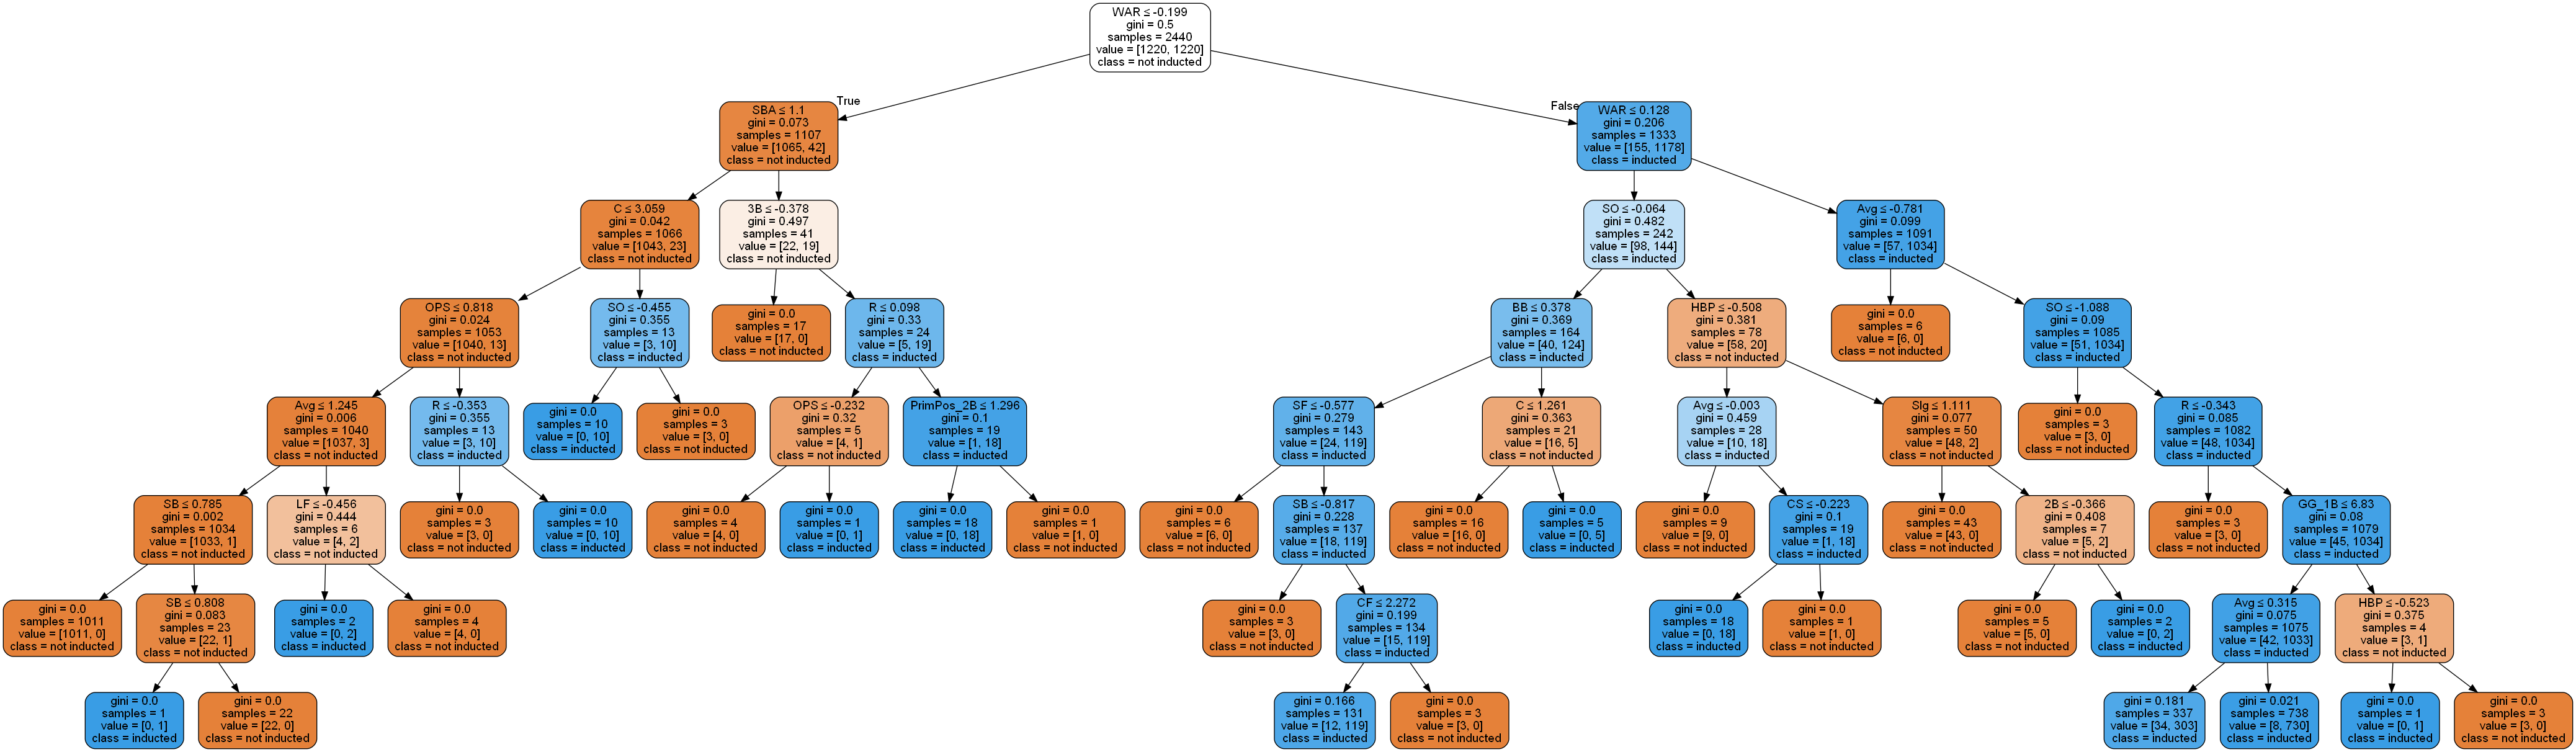 WAR ≤ -0.199
gini = 0.5
samples = 2440
value = [1220, 1220]
class = not inducted
True
False
SBA ≤ 1.1
gini = 0.073
samples = 1107
value = [1065, 42]
class = not inducted
WAR ≤ 0.128
gini = 0.206
samples = 1333
value = [155, 1178]
class = inducted
C ≤ 3.059
gini = 0.042
samples = 1066
value = [1043, 23]
class = not inducted
3B ≤ -0.378
gini = 0.497
samples = 41
value = [22, 19]
class = not inducted
SO ≤ -0.064
gini = 0.482
samples = 242
value = [98, 144]
class = inducted
Avg ≤ -0.781
gini = 0.099
samples = 1091
value = [57, 1034]
class = inducted
OPS ≤ 0.818
gini = 0.024
samples = 1053
value = [1040, 13]
class = not inducted
SO ≤ -0.455
gini = 0.355
samples = 13
value = [3, 10]
class = inducted
gini = 0.0
samples = 17
value = [17, 0]
class = not inducted
R ≤ 0.098
gini = 0.33
samples = 24
value = [5, 19]
class = inducted
BB ≤ 0.378
gini = 0.369
samples = 164
value = [40, 124]
class = inducted
HBP ≤ -0.508
gini = 0.381
samples = 78
value = [58, 20]
class = not inducted
gini = 0.0
samples = 6
value = [6, 0]
class = not inducted
SO ≤ -1.088
gini = 0.09
samples = 1085
value = [51, 1034]
class = inducted
Avg ≤ 1.245
gini = 0.006
samples = 1040
value = [1037, 3]
class = not inducted
R ≤ -0.353
gini = 0.355
samples = 13
value = [3, 10]
class = inducted
gini = 0.0
samples = 10
value = [0, 10]
class = inducted
gini = 0.0
samples = 3
value = [3, 0]
class = not inducted
OPS ≤ -0.232
gini = 0.32
samples = 5
value = [4, 1]
class = not inducted
PrimPos_2B ≤ 1.296
gini = 0.1
samples = 19
value = [1, 18]
class = inducted
SF ≤ -0.577
gini = 0.279
samples = 143
value = [24, 119]
class = inducted
C ≤ 1.261
gini = 0.363
samples = 21
value = [16, 5]
class = not inducted
Avg ≤ -0.003
gini = 0.459
samples = 28
value = [10, 18]
class = inducted
Slg ≤ 1.111
gini = 0.077
samples = 50
value = [48, 2]
class = not inducted
gini = 0.0
samples = 3
value = [3, 0]
class = not inducted
R ≤ -0.343
gini = 0.085
samples = 1082
value = [48, 1034]
class = inducted
SB ≤ 0.785
gini = 0.002
samples = 1034
value = [1033, 1]
class = not inducted
LF ≤ -0.456
gini = 0.444
samples = 6
value = [4, 2]
class = not inducted
gini = 0.0
samples = 3
value = [3, 0]
class = not inducted
gini = 0.0
samples = 10
value = [0, 10]
class = inducted
gini = 0.0
samples = 4
value = [4, 0]
class = not inducted
gini = 0.0
samples = 1
value = [0, 1]
class = inducted
gini = 0.0
samples = 18
value = [0, 18]
class = inducted
gini = 0.0
samples = 1
value = [1, 0]
class = not inducted
gini = 0.0
samples = 6
value = [6, 0]
class = not inducted
SB ≤ -0.817
gini = 0.228
samples = 137
value = [18, 119]
class = inducted
gini = 0.0
samples = 16
value = [16, 0]
class = not inducted
gini = 0.0
samples = 5
value = [0, 5]
class = inducted
gini = 0.0
samples = 9
value = [9, 0]
class = not inducted
CS ≤ -0.223
gini = 0.1
samples = 19
value = [1, 18]
class = inducted
gini = 0.0
samples = 43
value = [43, 0]
class = not inducted
2B ≤ -0.366
gini = 0.408
samples = 7
value = [5, 2]
class = not inducted
gini = 0.0
samples = 3
value = [3, 0]
class = not inducted
GG_1B ≤ 6.83
gini = 0.08
samples = 1079
value = [45, 1034]
class = inducted
gini = 0.0
samples = 1011
value = [1011, 0]
class = not inducted
SB ≤ 0.808
gini = 0.083
samples = 23
value = [22, 1]
class = not inducted
gini = 0.0
samples = 2
value = [0, 2]
class = inducted
gini = 0.0
samples = 4
value = [4, 0]
class = not inducted
gini = 0.0
samples = 3
value = [3, 0]
class = not inducted
CF ≤ 2.272
gini = 0.199
samples = 134
value = [15, 119]
class = inducted
gini = 0.0
samples = 18
value = [0, 18]
class = inducted
gini = 0.0
samples = 1
value = [1, 0]
class = not inducted
gini = 0.0
samples = 5
value = [5, 0]
class = not inducted
gini = 0.0
samples = 2
value = [0, 2]
class = inducted
Avg ≤ 0.315
gini = 0.075
samples = 1075
value = [42, 1033]
class = inducted
HBP ≤ -0.523
gini = 0.375
samples = 4
value = [3, 1]
class = not inducted
gini = 0.0
samples = 1
value = [0, 1]
class = inducted
gini = 0.0
samples = 22
value = [22, 0]
class = not inducted
gini = 0.166
samples = 131
value = [12, 119]
class = inducted
gini = 0.0
samples = 3
value = [3, 0]
class = not inducted
gini = 0.181
samples = 337
value = [34, 303]
class = inducted
gini = 0.021
samples = 738
value = [8, 730]
class = inducted
gini = 0.0
samples = 1
value = [0, 1]
class = inducted
gini = 0.0
samples = 3
value = [3, 0]
class = not inducted